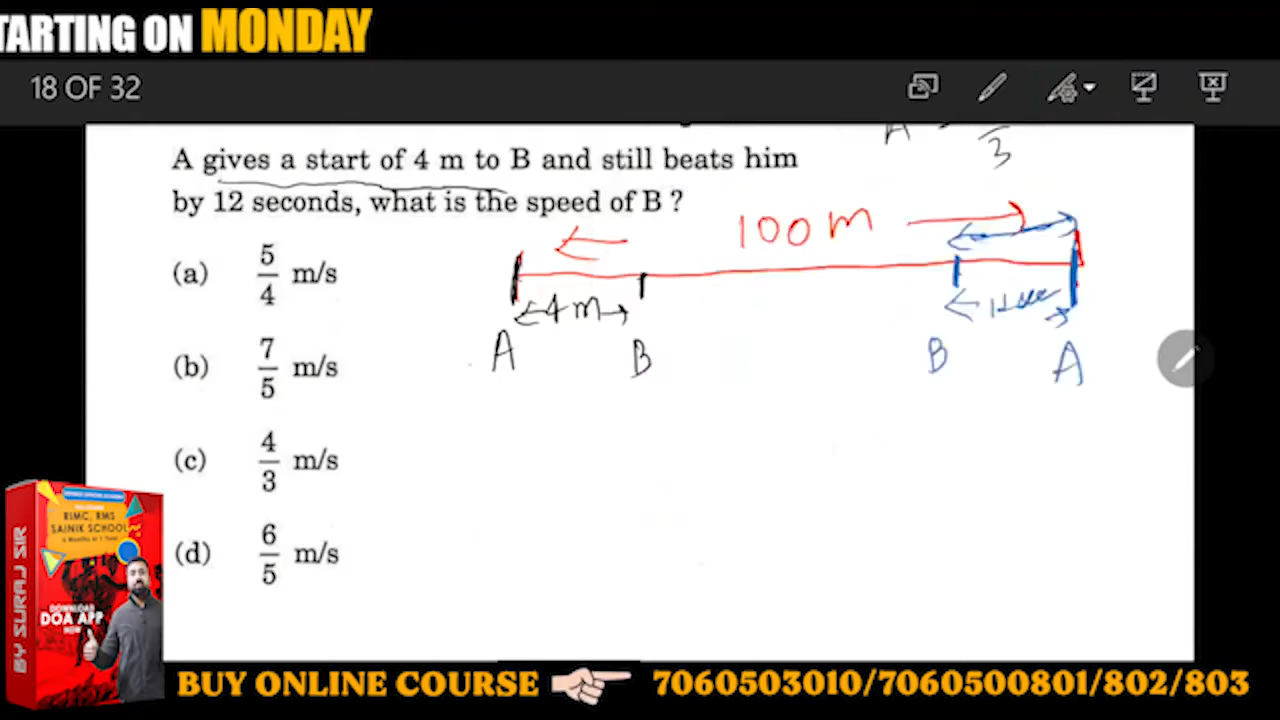 TARTING ON MONDAY
18 OF 32
A
3
A gives a start of 4 m to B and still beats him
by 12 seconds, what is the speed of B ?
100 m
(a) 5/4 m/s
(b) 7/5 m/s
(c) 4/3 m/s
(d) 6/5 m/s
4 m
A B B A
BY SURAJ SIR
RIMC, RMS
SAINIK SCHOOL
DOWNLOAD
DOA APP
NOW
BUY ONLINE COURSE 7060503010/7060500801/802/803